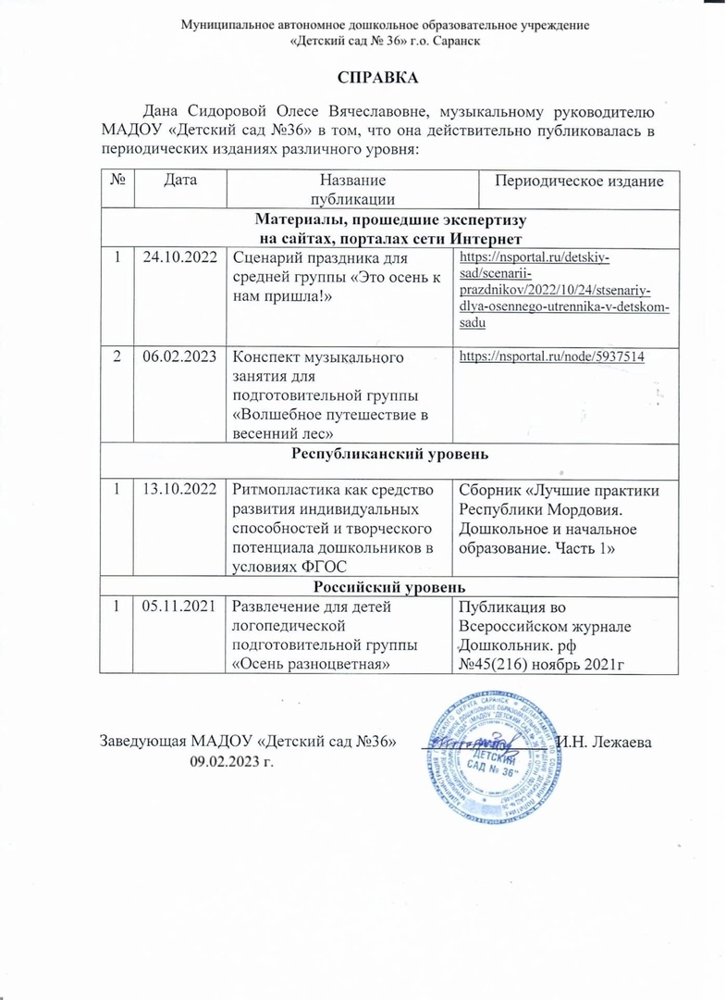 Муниципальное автономное дошкольное образовательное учреждение
«Детский сад № 36» г.о. Саранск
СПРАВКА
Дана Сидоровой Олесе Вячеславовне, музыкальному руководителю
МАДОУ «Детский сад №36» в том, что она действительно публиковалась в
периодических изданиях различного уровня:
№ Дата Название Периодическое издание
публикации
Материалы, прошедшие экспертизу
на сайтах, порталах сети Интернет
1 24.10.2022 Сценарий праздника для https://nsportal.ru/detskiy-
средней группы «Это осень к sad/scenarii-
нам пришла!» prazdnikov/2022/10/24/stsenariy-
dlya-osennego-utrennika-v-detskom-
sadu
2 06.02.2023 Конспект музыкального https://nsportal.ru/node/5937514
занятия для
подготовительной группы
«Волшебное путешествие в
весенний лес»
Республиканский уровень
1 13.10.2022 Ритмопластика как средство Сборник «Лучшие практики
развития индивидуальных Республики Мордовия.
способностей и творческого Дошкольное и начальное
потенциала дошкольников в образование. Часть 1»
условиях ФГОС
Российский уровень
1 05.11.2021 Развлечение для детей Публикация во
логопедической Всероссийском журнале
подготовительной группы Дошкольник. рф
«Осень разноцветная» №45(216) ноябрь 2021г
Заведующая МАДОУ «Детский сад №36» И.Н. Лежаева
09.02.2023 г.
ДЕТСКИЙ
САД № 36"